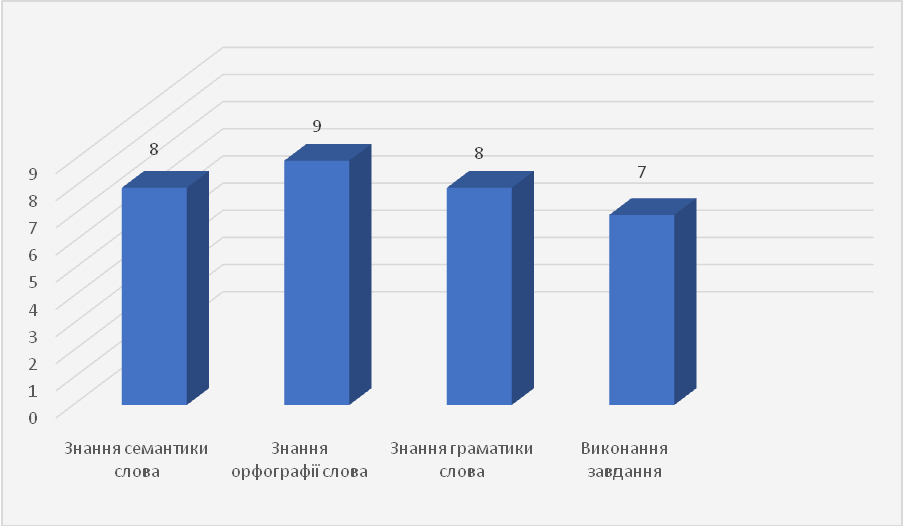 9
8
8
7
9
8
7
6
5
4
3
2
1
0
Знання семантики
слова
Знання
орфографії слова
Знання граматики
слова
Виконання
завдання